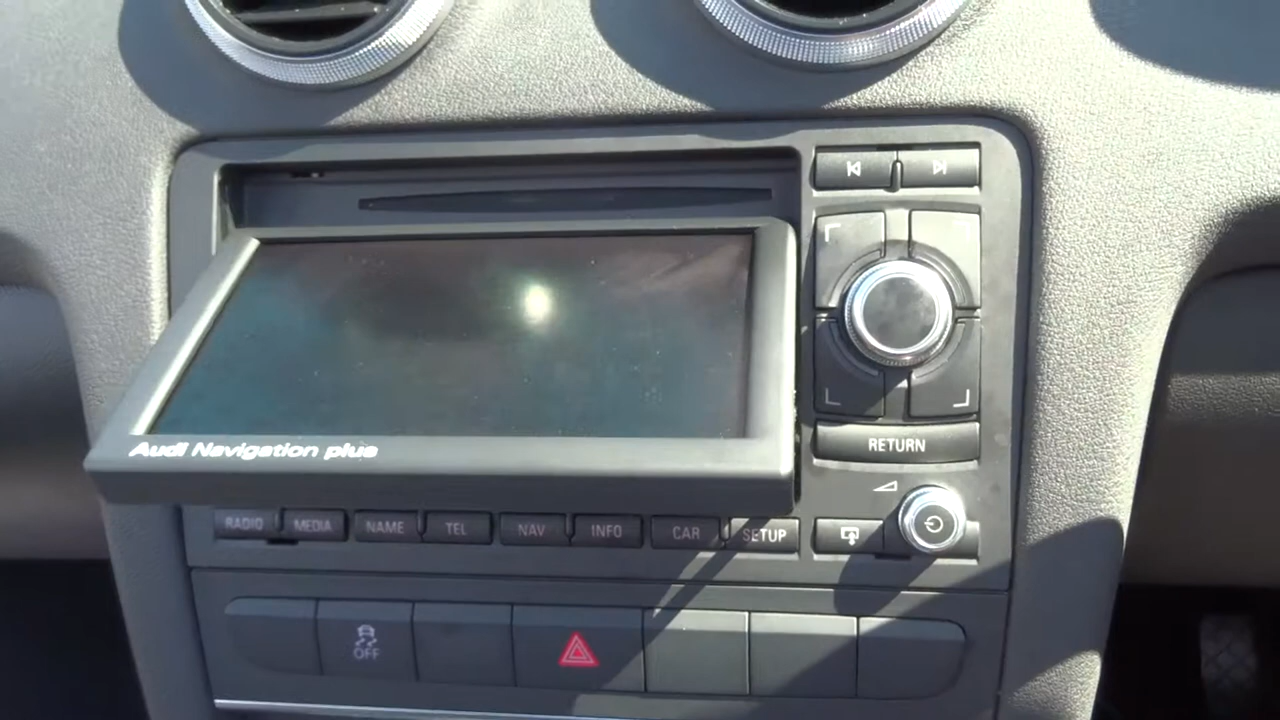 RETURN
Audi Navigation plus
RADIO MEDIA NAME TEL NAV INFO CAR SETUP
OFF